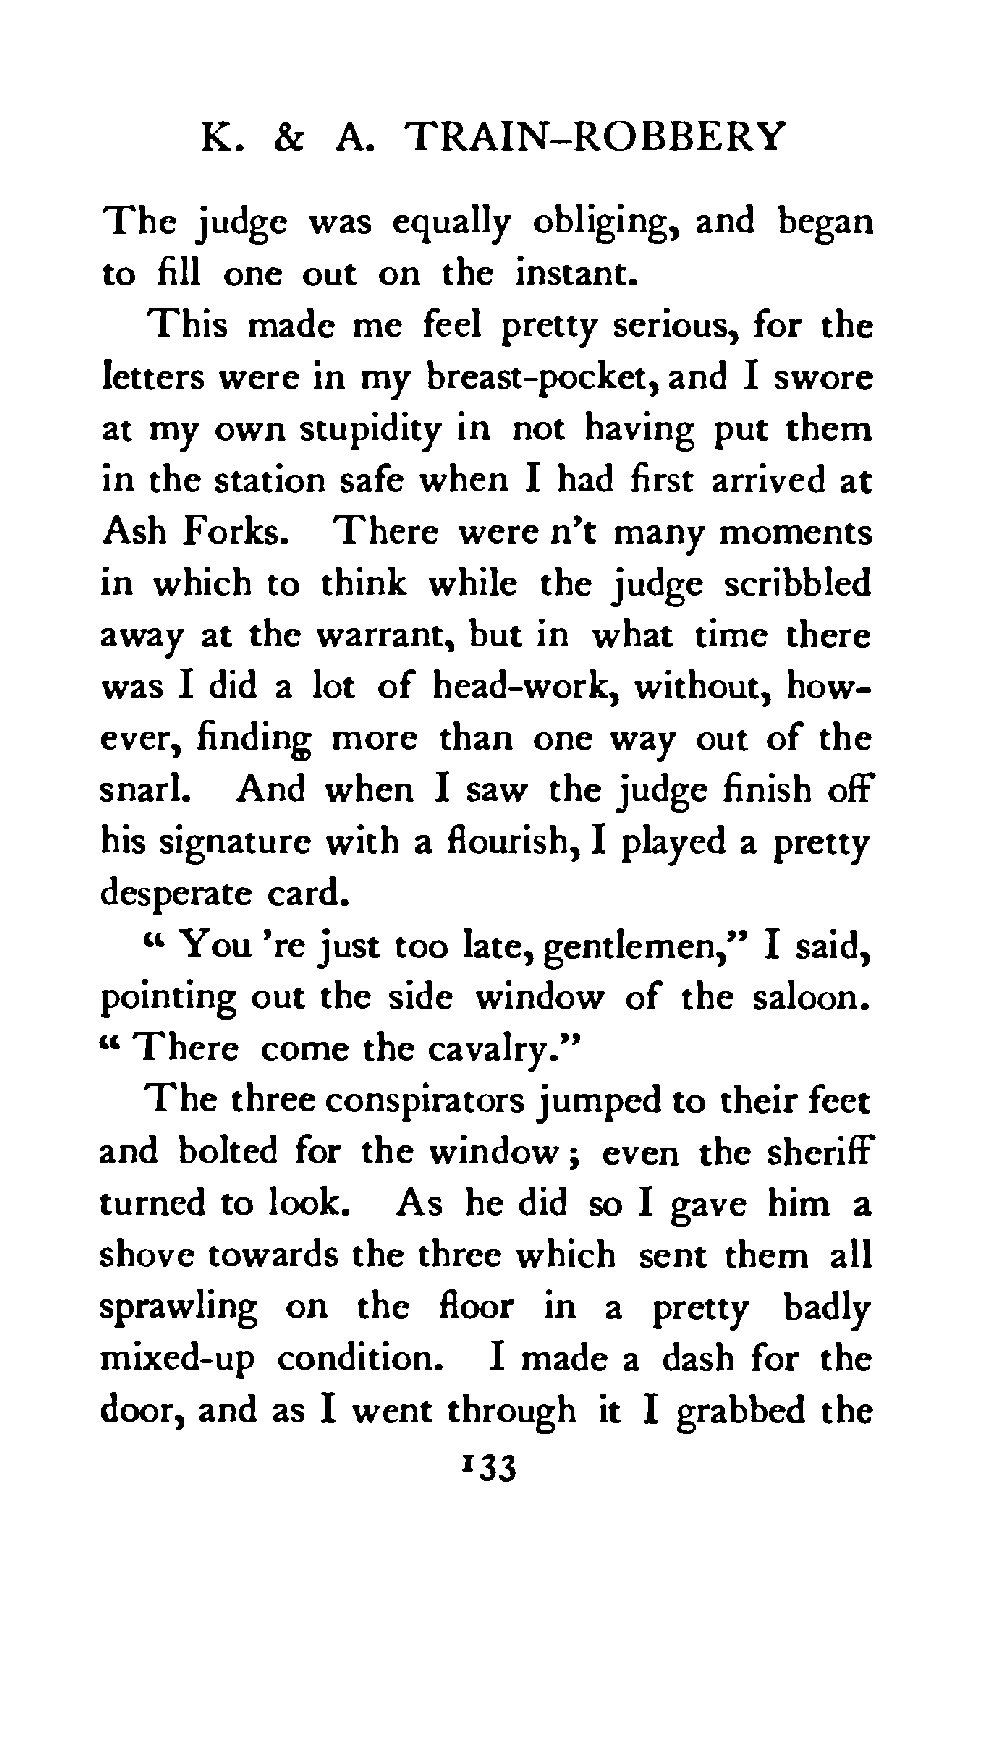 K. & A. TRAIN-ROBBERY
The judge was equally obliging, and began
to fill one out on the instant.
This made me feel pretty serious, for the
letters were in my breast-pocket, and I swore
at my own stupidity in not having put them
in the station safe when I had first arrived at
Ash Forks. There were n't many moments
in which to think while the judge scribbled
away at the warrant, but in what time there
was I did a lot of head-work, without, how-
ever, finding more than one way out of the
snarl. And when I saw the judge finish off
his signature with a flourish, I played a pretty
desperate card.
“ You 're just too late, gentlemen,” I said,
pointing out the side window of the saloon.
“ There come the cavalry.”
The three conspirators jumped to their feet
and bolted for the window ; even the sheriff
turned to look. As he did so I gave him a
shove towards the three which sent them all
sprawling on the floor in a pretty badly
mixed-up condition. I made a dash for the
door, and as I went through it I grabbed the
133